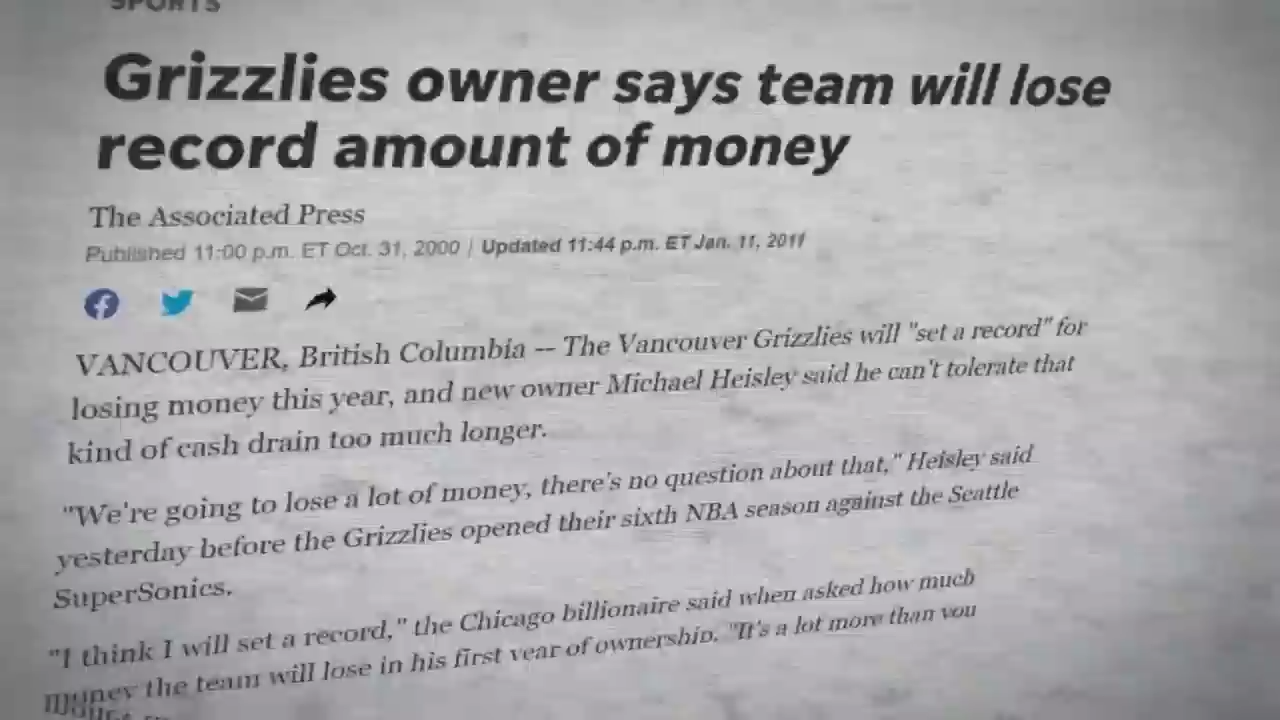 SPORTS
Grizzlies owner says team will lose
record amount of money
The Associated Press
Published 11:00 p.m. ET Oct. 31, 2000 | Updated 11:44 p.m. ET Jan. 11, 2011
VANCOUVER, British Columbia -- The Vancouver Grizzlies will "set a record" for
losing money this year, and new owner Michael Heisley said he can't tolerate that
kind of cash drain too much longer.
"We're going to lose a lot of money, there's no question about that," Heisley said
yesterday before the Grizzlies opened their sixth NBA season against the Seattle
SuperSonics.
"I think I will set a record," the Chicago billionaire said when asked how much
money the team will lose in his first year of ownership. "It's a lot more than you